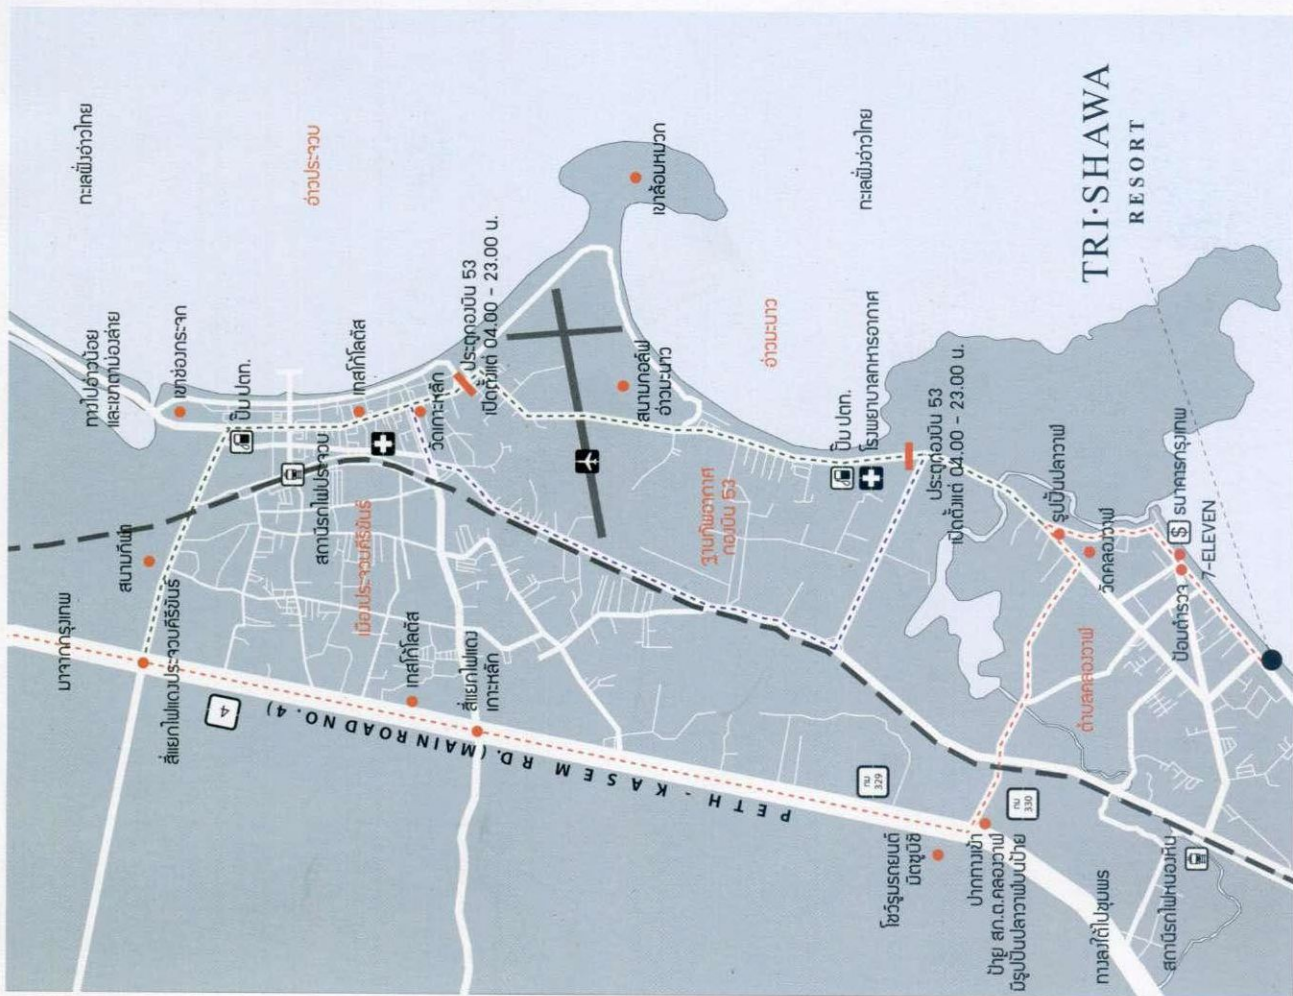 ทะเลฝั่งอ่าวไทย
อ่าวประจวบ
ทางไปอ่าวน้อย
และเขาตาม่องล่าย
เขาช่องกระจก
ปั๊ม ปตท.
เทสโก้โลตัส
วัดเกาะหลัก
ประตูกองบิน 53
เปิดตั้งแต่ 04.00 - 23.00 น.
เขาล้อมหมวก
สนามกอล์ฟ
อ่าวมะนาว
อ่าวมะนาว
ทะเลฝั่งอ่าวไทย
TRI·SHAWA
RESORT
สนามกีฬา
สถานีรถไฟประจวบ
เมืองประจวบคีรีขันธ์
มาจากกรุงเทพ
สี่แยกไฟแดงประจวบคีรีขันธ์
4
เทสโก้โลตัส
สี่แยกไฟแดง
เกาะหลัก
PETH - KASEM RD. (MAIN ROAD NO. 4)
ฐานทัพอากาศ
กองบิน 53
ปั๊ม ปตท.
โรงพยาบาลทหารอากาศ
ประตูกองบิน 53
เปิดตั้งแต่ 04.00 - 23.00 น.
รูปปั้นปลาวาฬ
วัดคลองวาฬ
$ ธนาคารกรุงเทพ
7-ELEVEN
ป้อมตำรวจ
ตำบลคลองวาฬ
กม
329
กม
330
โชว์รูมรถยนต์
มิตซูบิชิ
ปากทางเข้า
ป้าย สภ.ต.คลองวาฬ
มีรูปปั้นปลาวาฬบนป้าย
ทางลงใต้ไปชุมพร
สถานีรถไฟหนองหิน